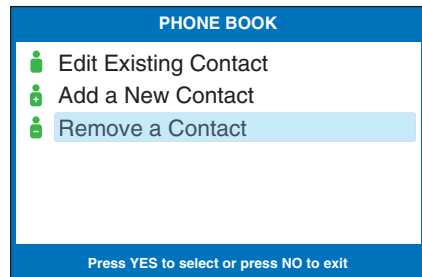 PHONE BOOK
Edit Existing Contact
Add a New Contact
Remove a Contact
Press YES to select or press NO to exit